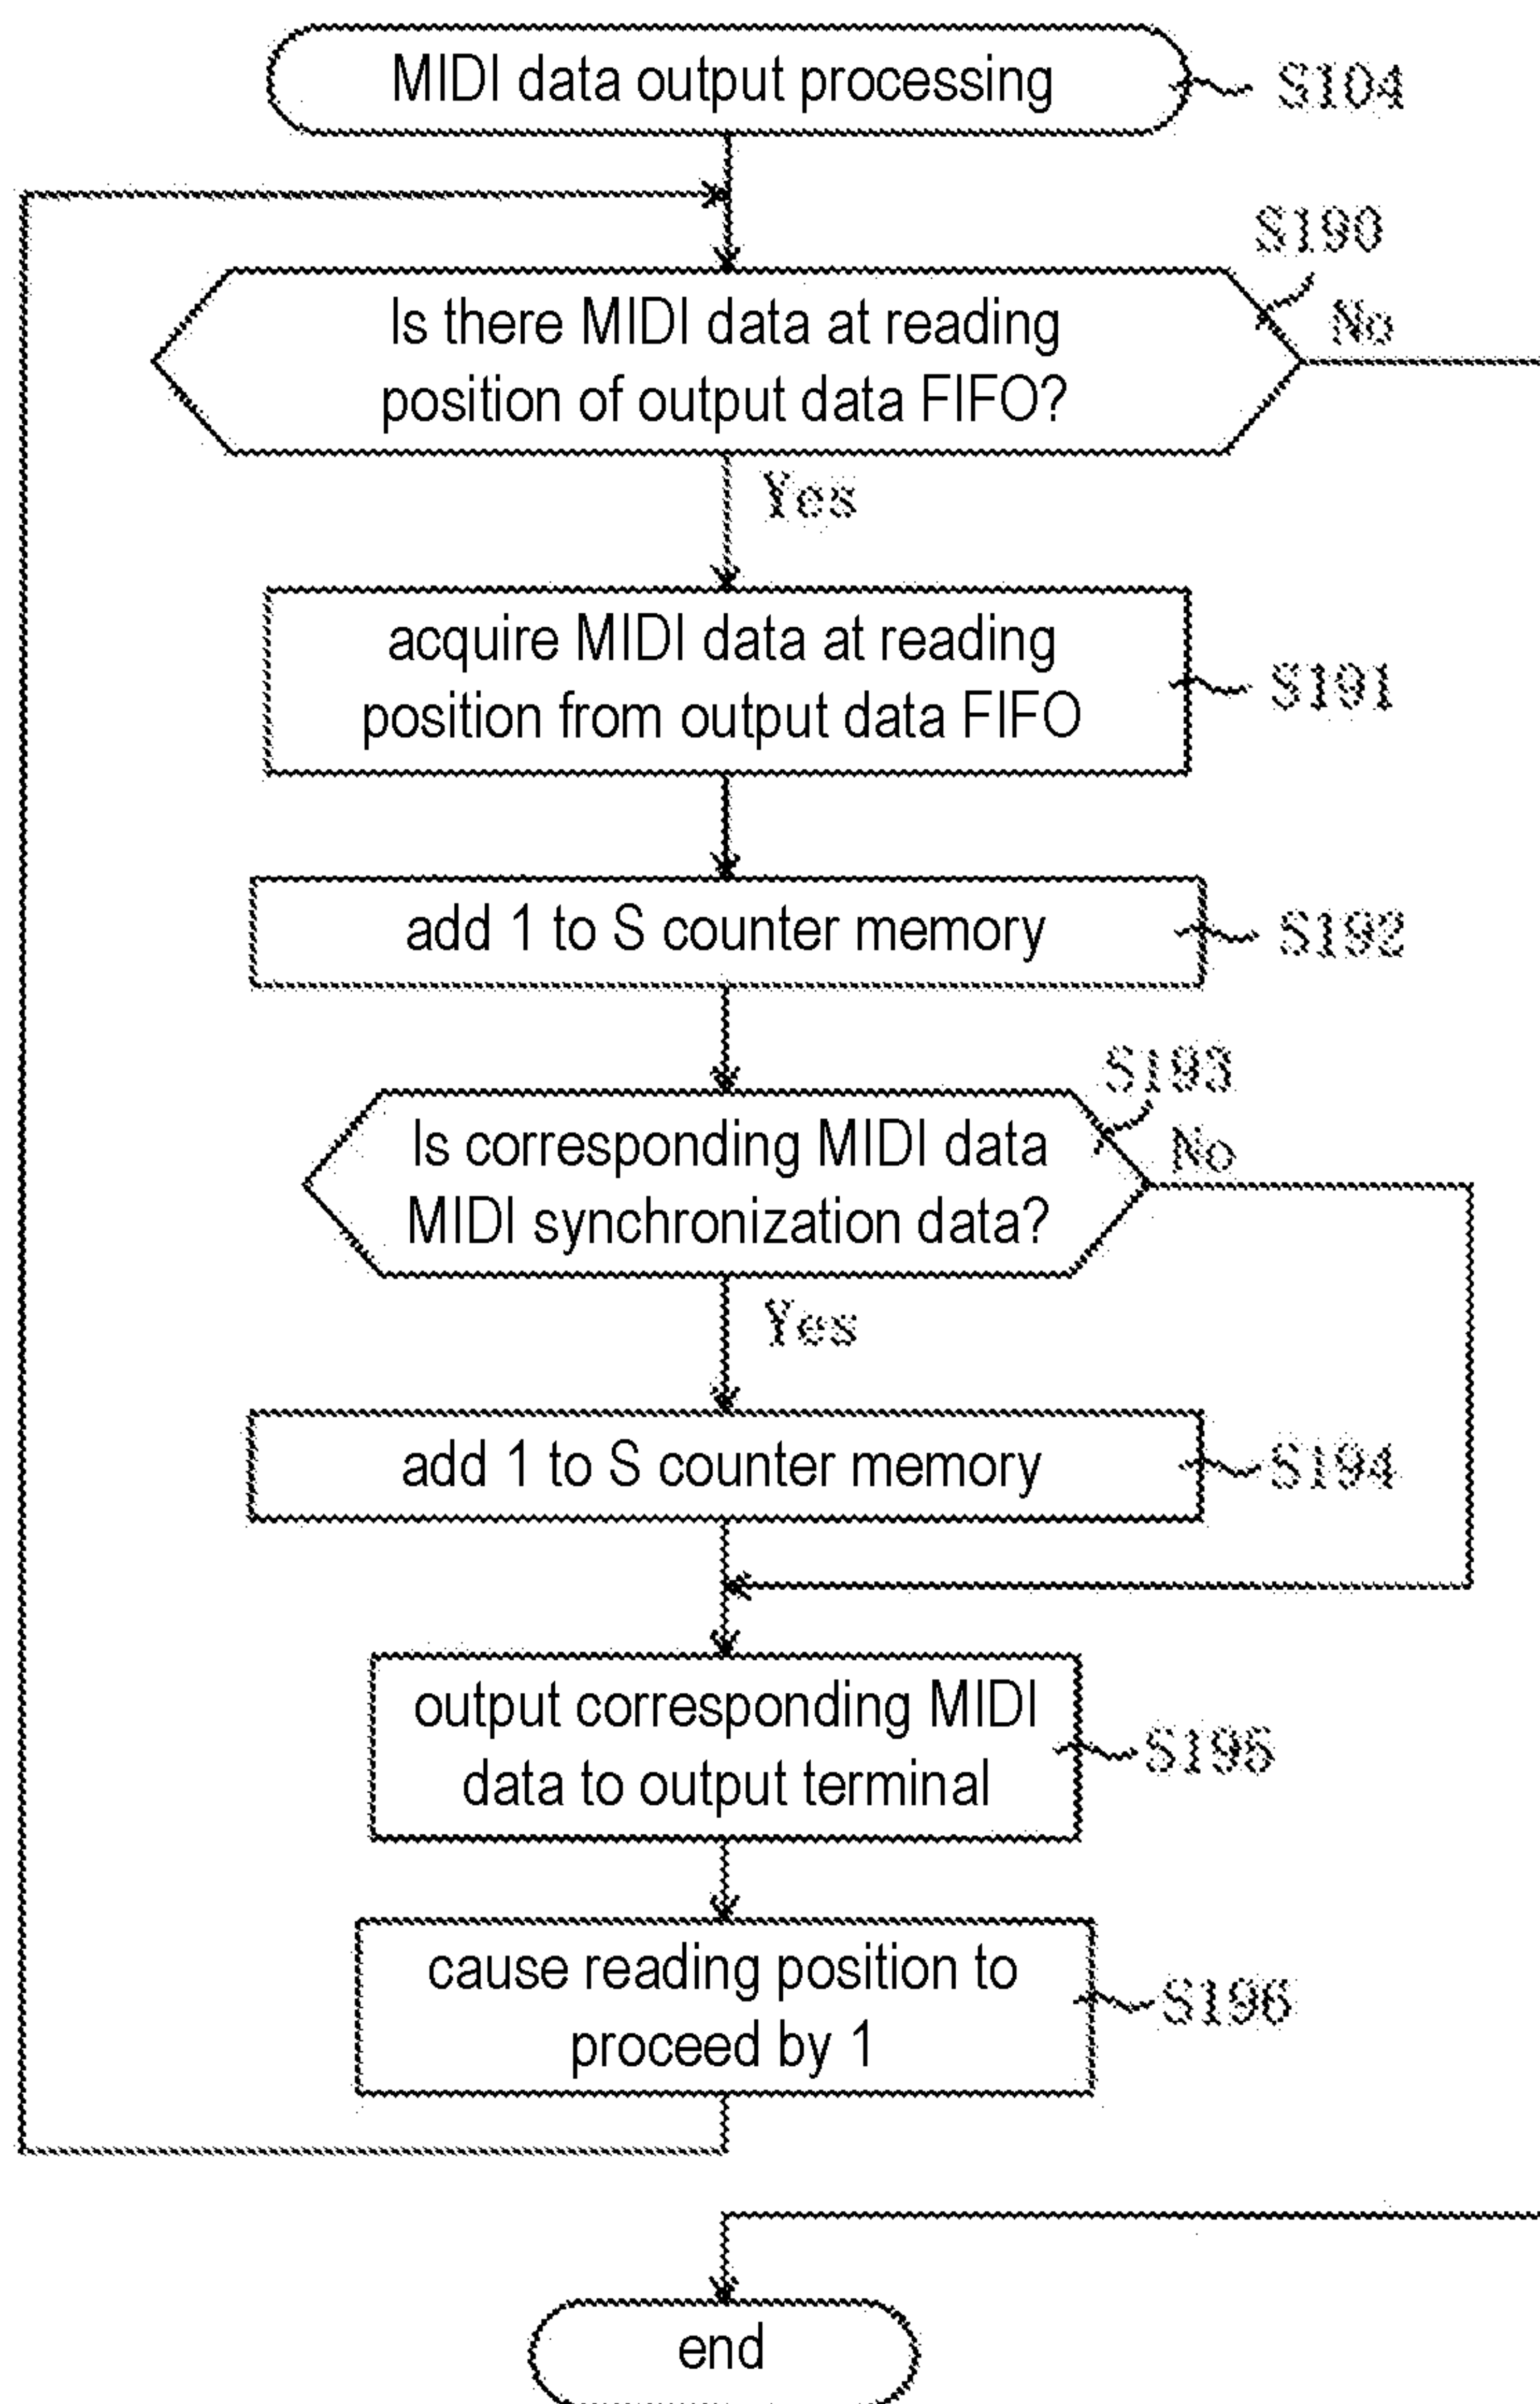 MIDI data output processing
S104
S190
Is there MIDI data at reading
No
position of output data FIFO?
Yes
acquire MIDI data at reading
position from output data FIFO
S191
add 1 to S counter memory
S192
S193
Is corresponding MIDI data
No
MIDI synchronization data?
Yes
add 1 to S counter memory
S194
output corresponding MIDI
data to output terminal
S195
cause reading position to
proceed by 1
S196
end